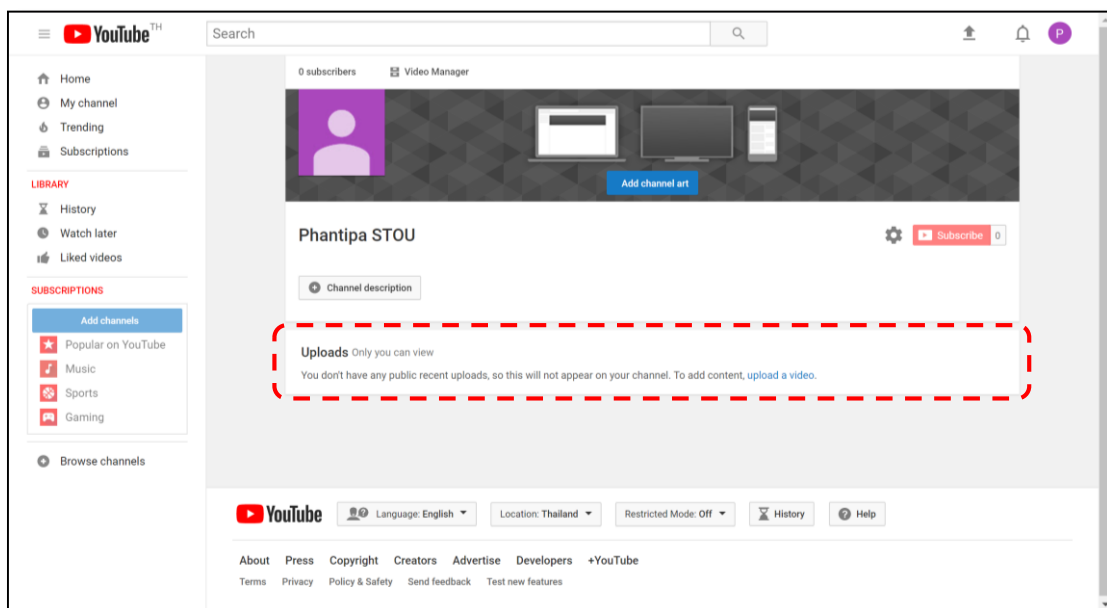 YouTube TH
Search
P
Home
My channel
Trending
Subscriptions
LIBRARY
History
Watch later
Liked videos
SUBSCRIPTIONS
Add channels
Popular on YouTube
Music
Sports
Gaming
Browse channels
0 subscribers Video Manager
Add channel art
Phantipa STOU
Subscribe 0
Channel description
Uploads Only you can view
You don't have any public recent uploads, so this will not appear on your channel. To add content, upload a video.
YouTube Language: English Location: Thailand Restricted Mode: Off History Help
About Press Copyright Creators Advertise Developers +YouTube
Terms Privacy Policy & Safety Send feedback Test new features